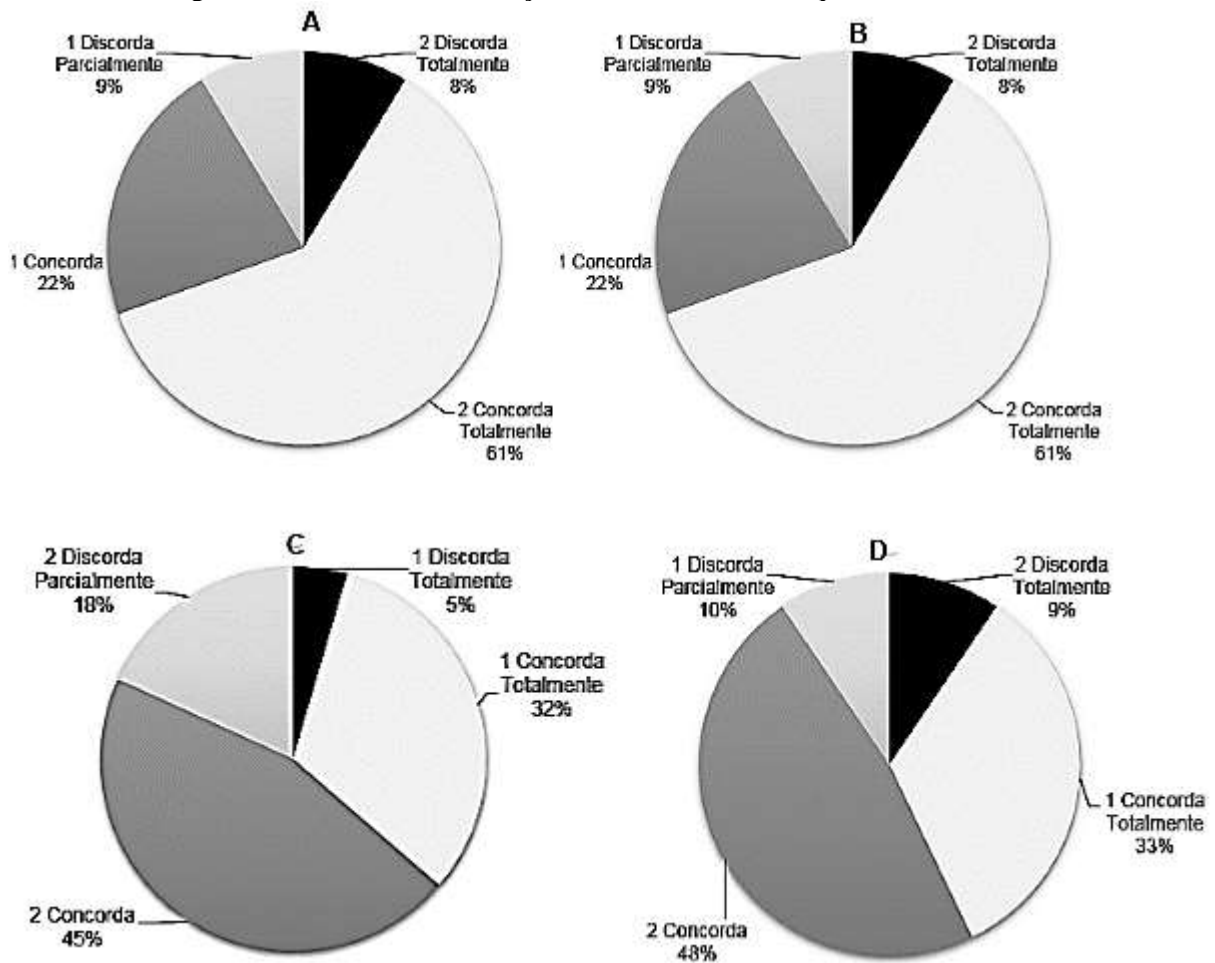 A
1 Discorda
Parcialmente
9%
2 Discorda
Totalmente
8%
1 Concorda
22%
2 Concorda
Totalmente
61%
B
1 Discorda
Parcialmente
9%
2 Discorda
Totalmente
8%
1 Concorda
22%
2 Concorda
Totalmente
61%
C
2 Discorda
Parcialmente
18%
1 Discorda
Totalmente
5%
1 Concorda
Totalmente
32%
2 Concorda
45%
D
1 Discorda
Parcialmente
10%
2 Discorda
Totalmente
9%
1 Concorda
Totalmente
33%
2 Concorda
48%